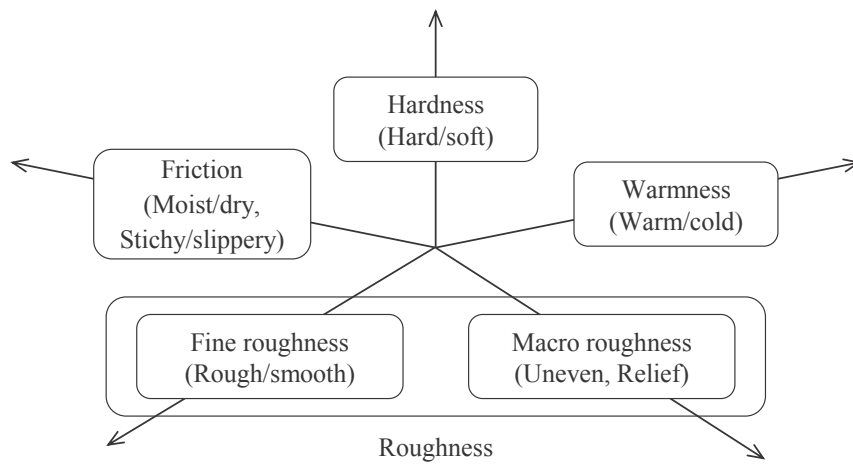 Hardness
(Hard/soft)
Friction
(Moist/dry,
Stichy/slippery)
Warmness
(Warm/cold)
Fine roughness
(Rough/smooth)
Macro roughness
(Uneven, Relief)
Roughness